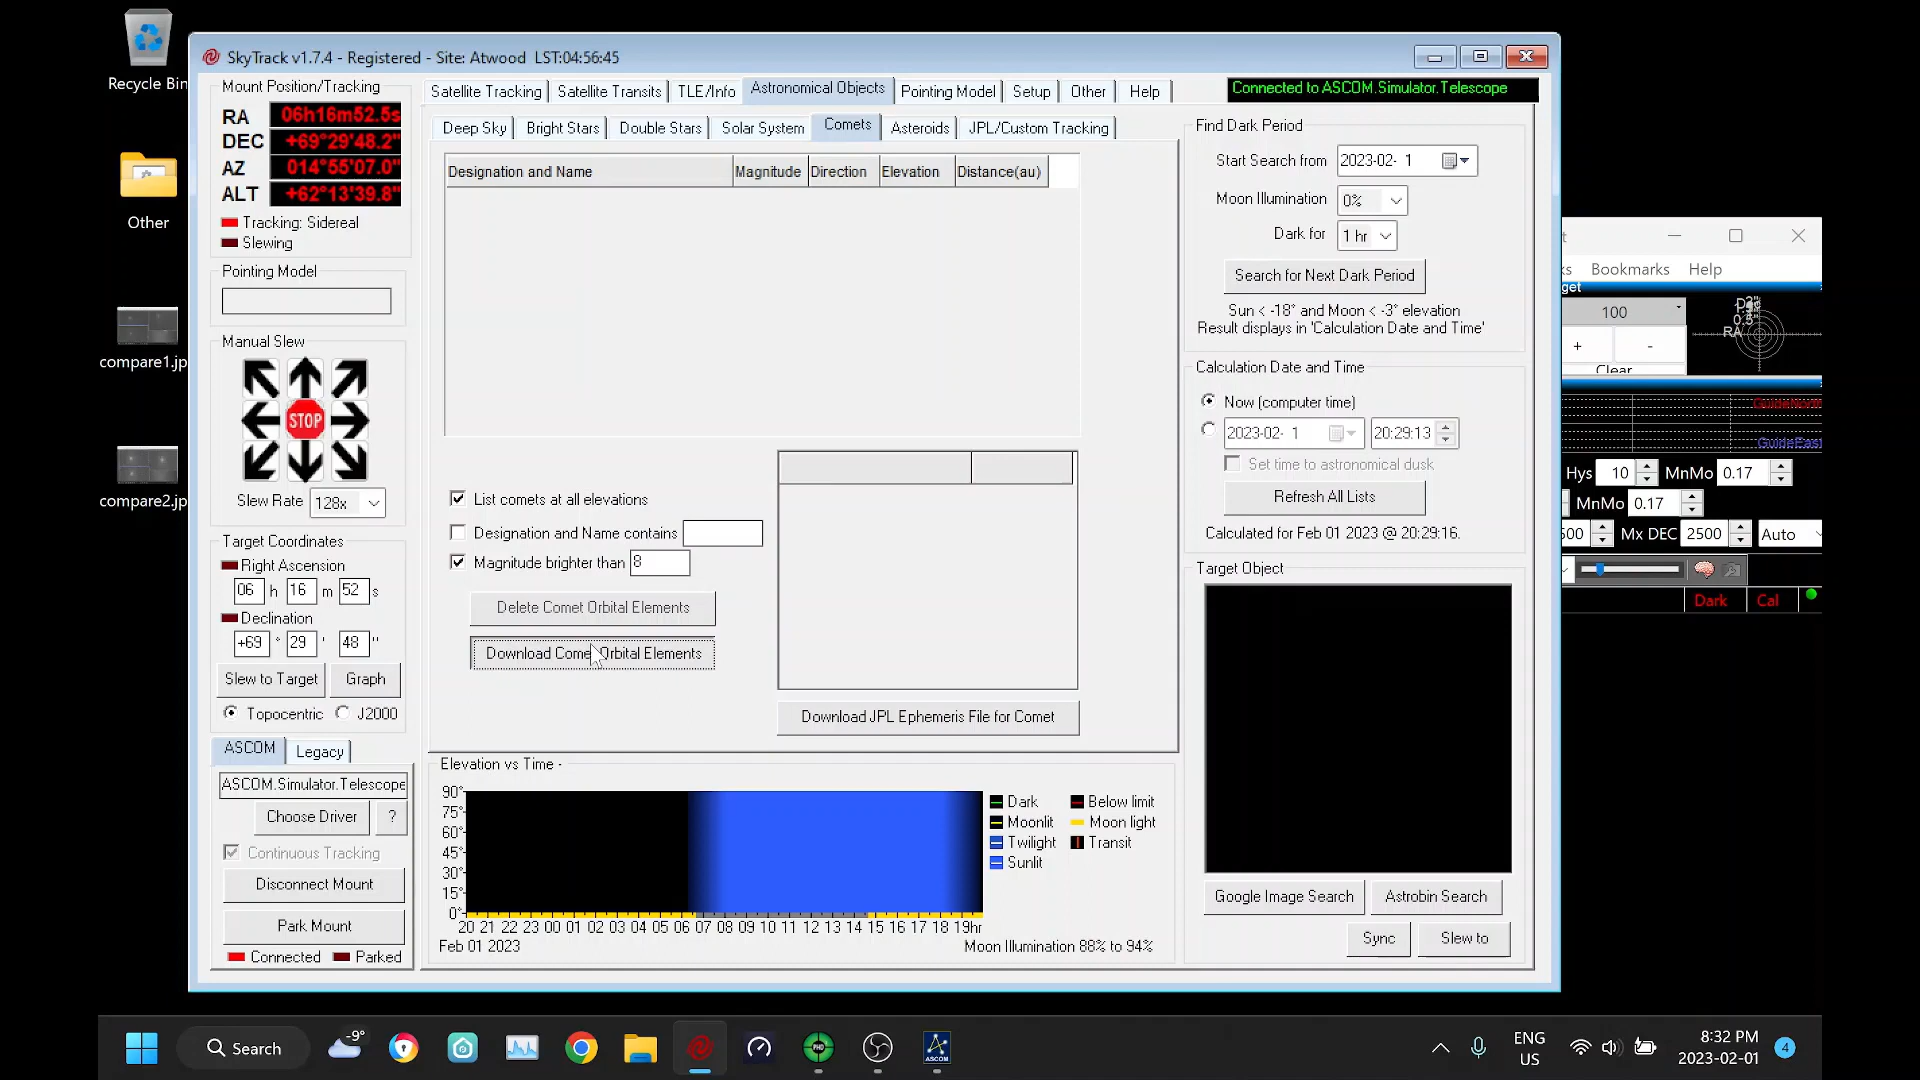 Recycle Bin
Other
compare1.jp
compare2.jp
SkyTrack v1.7.4 - Registered - Site: Atwood LST:04:56:45
Mount Position/Tracking
RA 06h16m52.5s
DEC +69°29'48.2"
AZ 014°55'07.0"
ALT +62°13'39.8"
Tracking: Sidereal
Slewing
Pointing Model
Manual Slew
STOP
Slew Rate 128x
Target Coordinates
Right Ascension
06 h 16 m 52 s
Declination
+69 ° 29 ' 48 "
Slew to Target Graph
Topocentric J2000
ASCOM Legacy
ASCOM.Simulator.Telescope
Choose Driver ?
Continuous Tracking
Disconnect Mount
Park Mount
Connected Parked
Satellite Tracking Satellite Transits TLE/Info Astronomical Objects Pointing Model Setup Other Help
Connected to ASCOM.Simulator.Telescope
Deep Sky Bright Stars Double Stars Solar System Comets Asteroids JPL/Custom Tracking
Designation and Name Magnitude Direction Elevation Distance(au)
List comets at all elevations
Designation and Name contains
Magnitude brighter than 8
Delete Comet Orbital Elements
Download Comet Orbital Elements
Download JPL Ephemeris File for Comet
Elevation vs Time -
90°
75°
60°
45°
30°
15°
0°
20 21 22 23 00 01 02 03 04 05 06 07 08 09 10 11 12 13 14 15 16 17 18 19hr
Feb 01 2023
Moon Illumination 88% to 94%
Dark Below limit
Moonlit Moon light
Twilight Transit
Sunlit
Find Dark Period
Start Search from 2023-02- 1
Moon Illumination 0%
Dark for 1 hr
Search for Next Dark Period
Sun < -18° and Moon < -3° elevation
Result displays in 'Calculation Date and Time'
Calculation Date and Time
Now (computer time)
2023-02- 1 20:29:13
Set time to astronomical dusk
Refresh All Lists
Calculated for Feb 01 2023 @ 20:29:16.
Target Object
Google Image Search Astrobin Search
Sync Slew to
t
ks Bookmarks Help
get
100
+ -
Clear
RA
GuideNorth
GuideEast
Hys 10 MnMo 0.17
MnMo 0.17
500 Mx DEC 2500 Auto
Dark Cal
-9°
Search
PHD
ASCOM
ENG
US
8:32 PM
2023-02-01
4